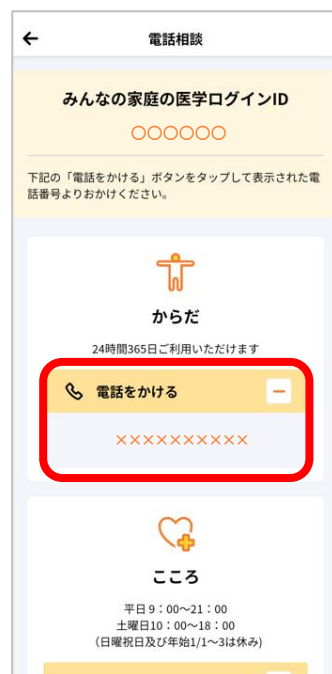 電話相談
みんなの家庭の医学ログインID
○○○○○○
下記の「電話をかける」ボタンをタップして表示された電
話番号よりおかけください。
からだ
24時間365日ご利用いただけます
電話をかける
××××××××××
こころ
平日 9：00〜21：00
土曜日10：00〜18：00
（日曜祝日及び年始1/1〜3は休み）